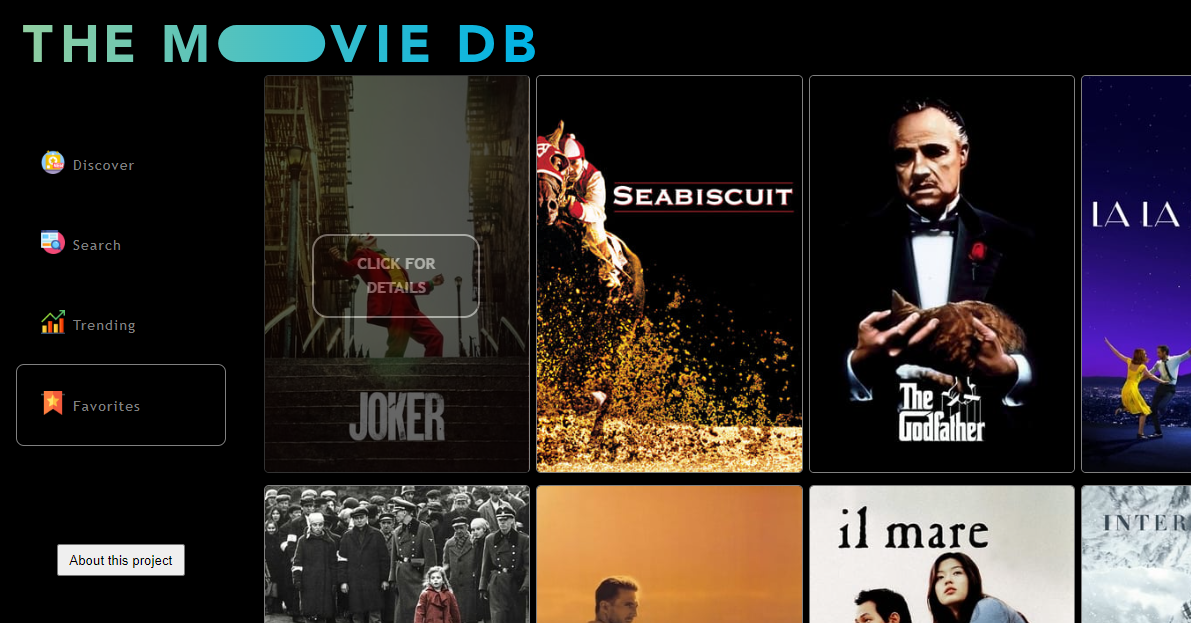 THE M VIE DB
Discover
Search
Trending
Favorites
About this project
CLICK FOR
DETAILS
JOKER
SEABISCUIT
The
Godfather
LA LA
il mare
INTER